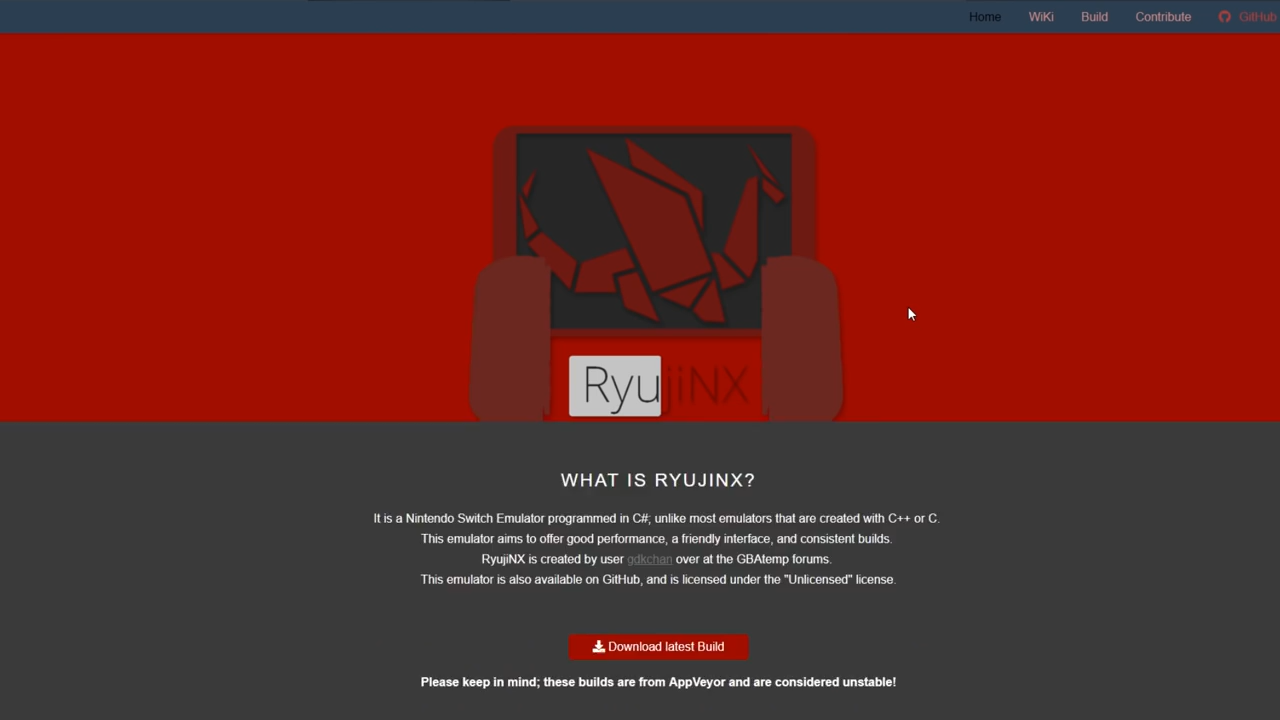 Home WiKi Build Contribute GitHub
RyujiNX
WHAT IS RYUJINX?
It is a Nintendo Switch Emulator programmed in C#; unlike most emulators that are created with C++ or C.
This emulator aims to offer good performance, a friendly interface, and consistent builds.
RyujiNX is created by user gdkchan over at the GBAtemp forums.
This emulator is also available on GitHub, and is licensed under the "Unlicensed" license.
Download latest Build
Please keep in mind; these builds are from AppVeyor and are considered unstable!